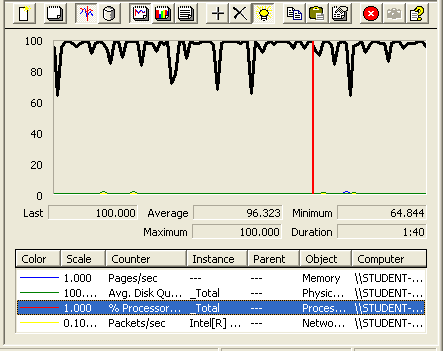 100
80
60
40
20
0
Last 100.000 Average 96.323 Minimum 64.844
Maximum 100.000 Duration 1:40
Color Scale Counter Instance Parent Object Computer
1.000 Pages/sec --- --- Memory \\STUDENT-...
100.... Avg. Disk Qu... _Total --- Physic... \\STUDENT-...
1.000 % Processor... _Total --- Proces... \\STUDENT-...
0.10... Packets/sec Intel[R] ... --- Netwo... \\STUDENT-...